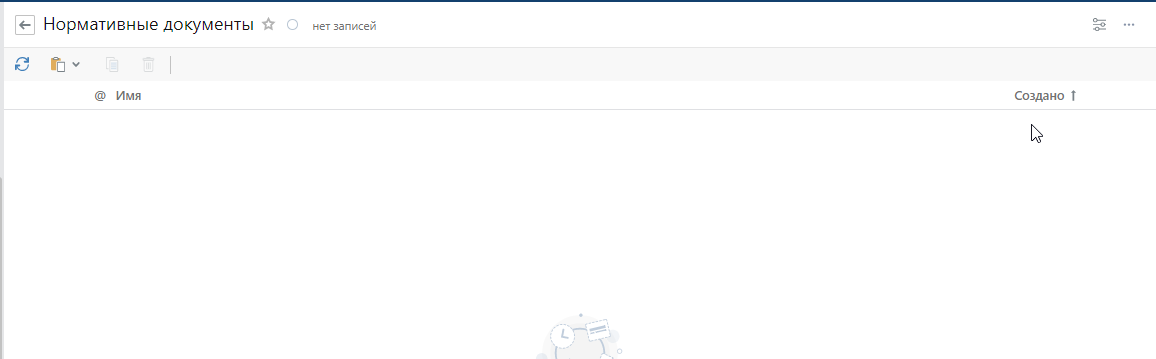 Нормативные документы нет записей
@ Имя Создано ↑